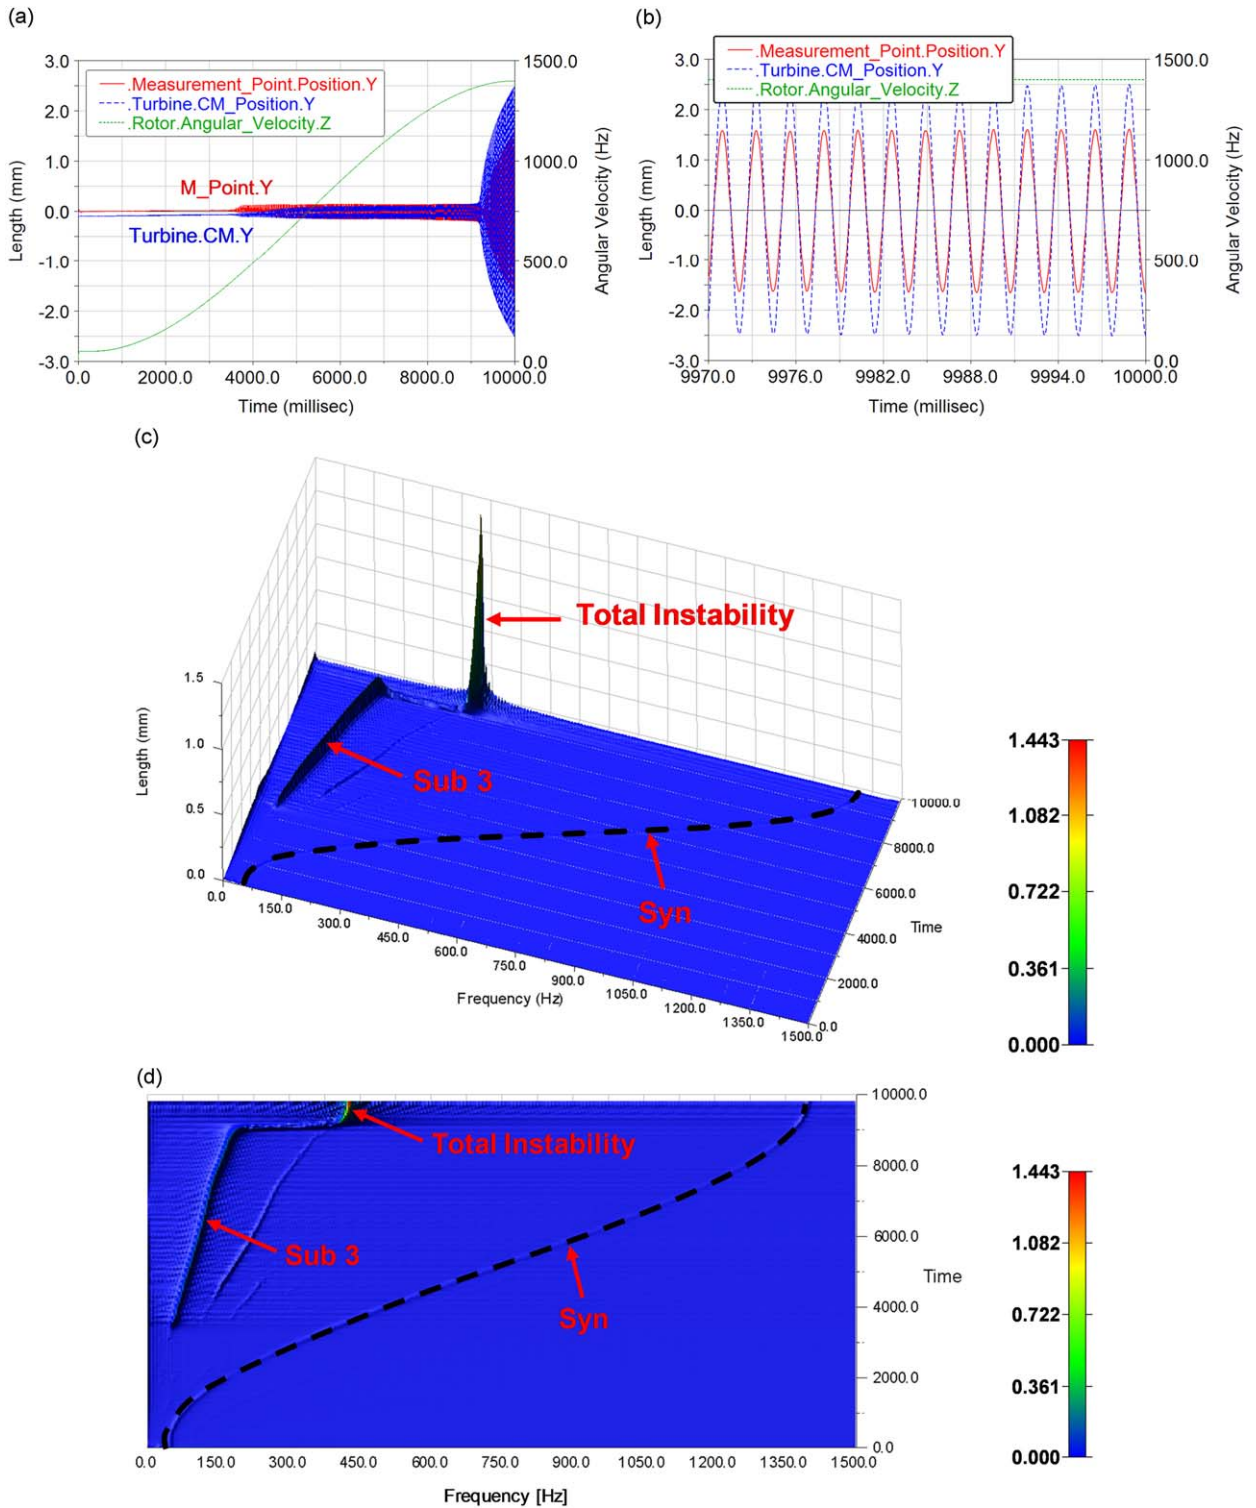 (a)
3.0
2.0
1.0
0.0
-1.0
-2.0
-3.0
Length (mm)
.Measurement_Point.Position.Y
.Turbine.CM_Position.Y
.Rotor.Angular_Velocity.Z
M_Point.Y
Turbine.CM.Y
1500.0
1000.0
500.0
0.0
Angular Velocity (Hz)
0.0 2000.0 4000.0 6000.0 8000.0 10000.0
Time (millisec)
(b)
3.0
2.0
1.0
0.0
-1.0
-2.0
-3.0
Length (mm)
.Measurement_Point.Position.Y
.Turbine.CM_Position.Y
.Rotor.Angular_Velocity.Z
1500.0
1000.0
500.0
0.0
Angular Velocity (Hz)
9970.0 9976.0 9982.0 9988.0 9994.0 10000.0
Time (millisec)
(c)
1.5
1.0
0.5
0.0
Length (mm)
Total Instability
Sub 3
Syn
0.0 150.0 300.0 450.0 600.0 750.0 900.0 1050.0 1200.0 1350.0 1500.0
Frequency (Hz)
10000.0
8000.0
6000.0
4000.0
2000.0
0.0
Time
1.443
1.082
0.722
0.361
0.000
(d)
Total Instability
Sub 3
Syn
10000.0
8000.0
6000.0
4000.0
2000.0
0.0
Time
0.0 150.0 300.0 450.0 600.0 750.0 900.0 1050.0 1200.0 1350.0 1500.0
Frequency [Hz]
1.443
1.082
0.722
0.361
0.000